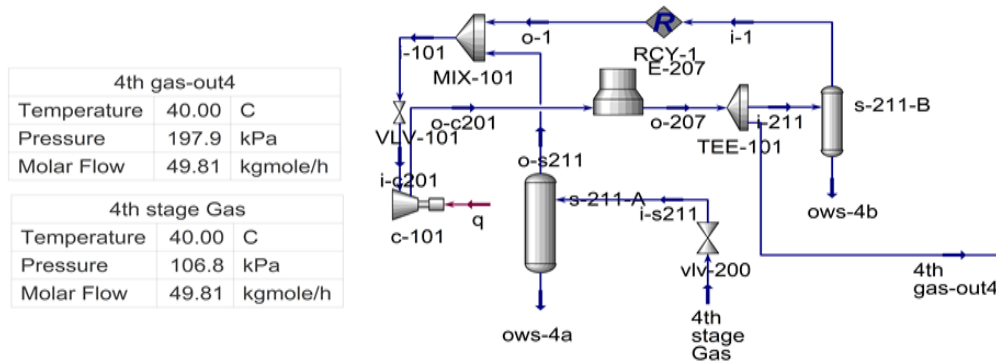 4th gas-out4
Temperature 40.00 C
Pressure 197.9 kPa
Molar Flow 49.81 kgmole/h
4th stage Gas
Temperature 40.00 C
Pressure 106.8 kPa
Molar Flow 49.81 kgmole/h
R
i-101
o-1
i-1
MIX-101
RCY-1
E-207
s-211-B
VLV-101
o-c201
o-207
i-211
TEE-101
o-s211
i-c201
s-211-A
i-s211
ows-4b
c-101
q
vlv-200
4th
gas-out4
ows-4a
4th
stage
Gas